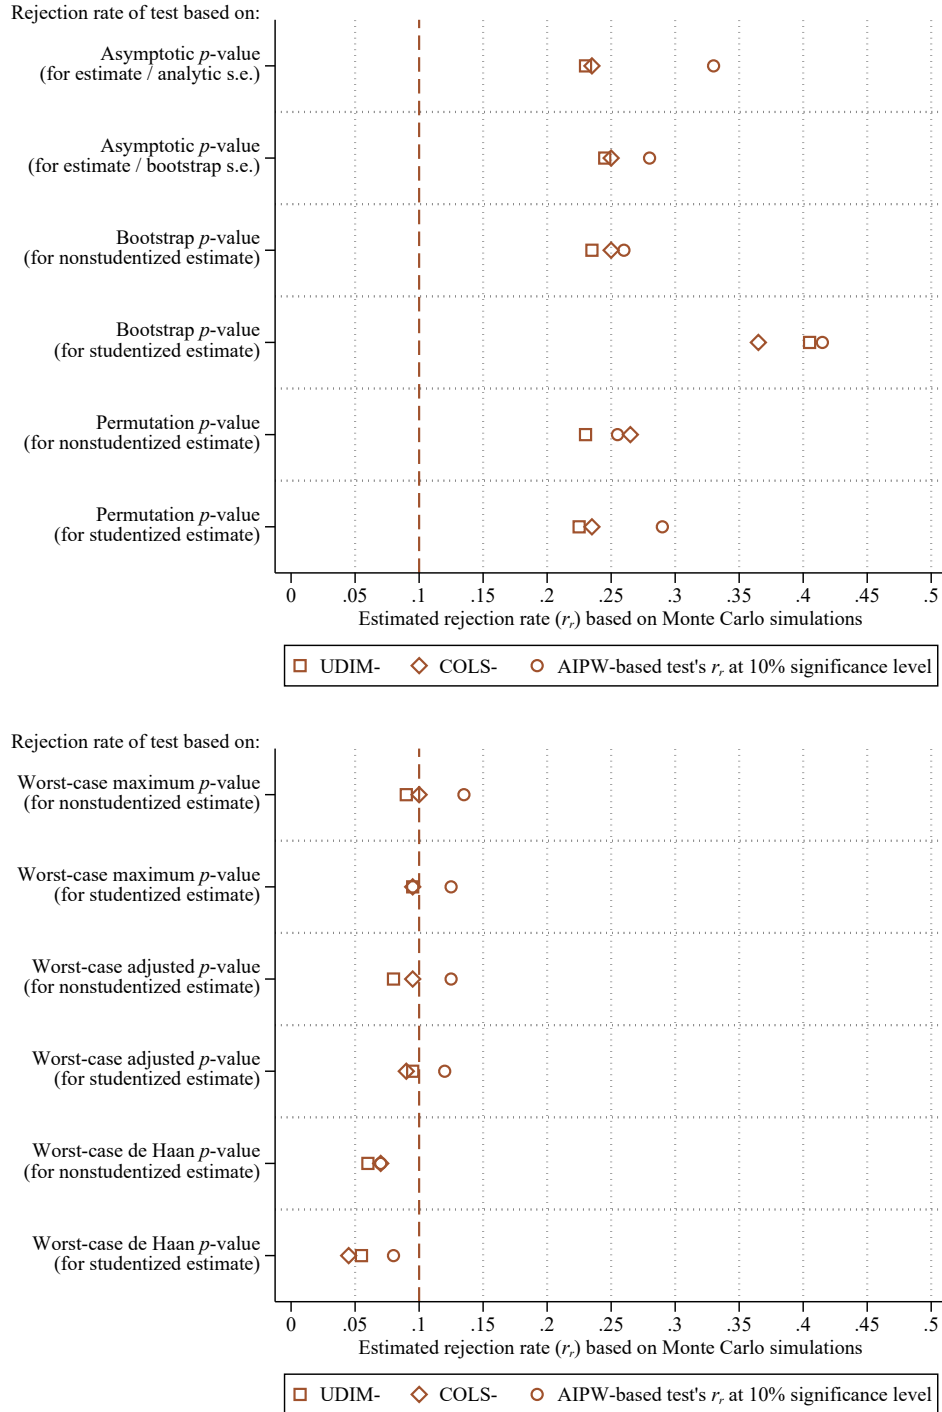 Rejection rate of test based on:
Asymptotic p-value
(for estimate / analytic s.e.)
Asymptotic p-value
(for estimate / bootstrap s.e.)
Bootstrap p-value
(for nonstudentized estimate)
Bootstrap p-value
(for studentized estimate)
Permutation p-value
(for nonstudentized estimate)
Permutation p-value
(for studentized estimate)
0 .05 .1 .15 .2 .25 .3 .35 .4 .45 .5
Estimated rejection rate (r_r) based on Monte Carlo simulations
UDIM- COLS- AIPW-based test's r_r at 10% significance level
Rejection rate of test based on:
Worst-case maximum p-value
(for nonstudentized estimate)
Worst-case maximum p-value
(for studentized estimate)
Worst-case adjusted p-value
(for nonstudentized estimate)
Worst-case adjusted p-value
(for studentized estimate)
Worst-case de Haan p-value
(for nonstudentized estimate)
Worst-case de Haan p-value
(for studentized estimate)
0 .05 .1 .15 .2 .25 .3 .35 .4 .45 .5
Estimated rejection rate (r_r) based on Monte Carlo simulations
UDIM- COLS- AIPW-based test's r_r at 10% significance level